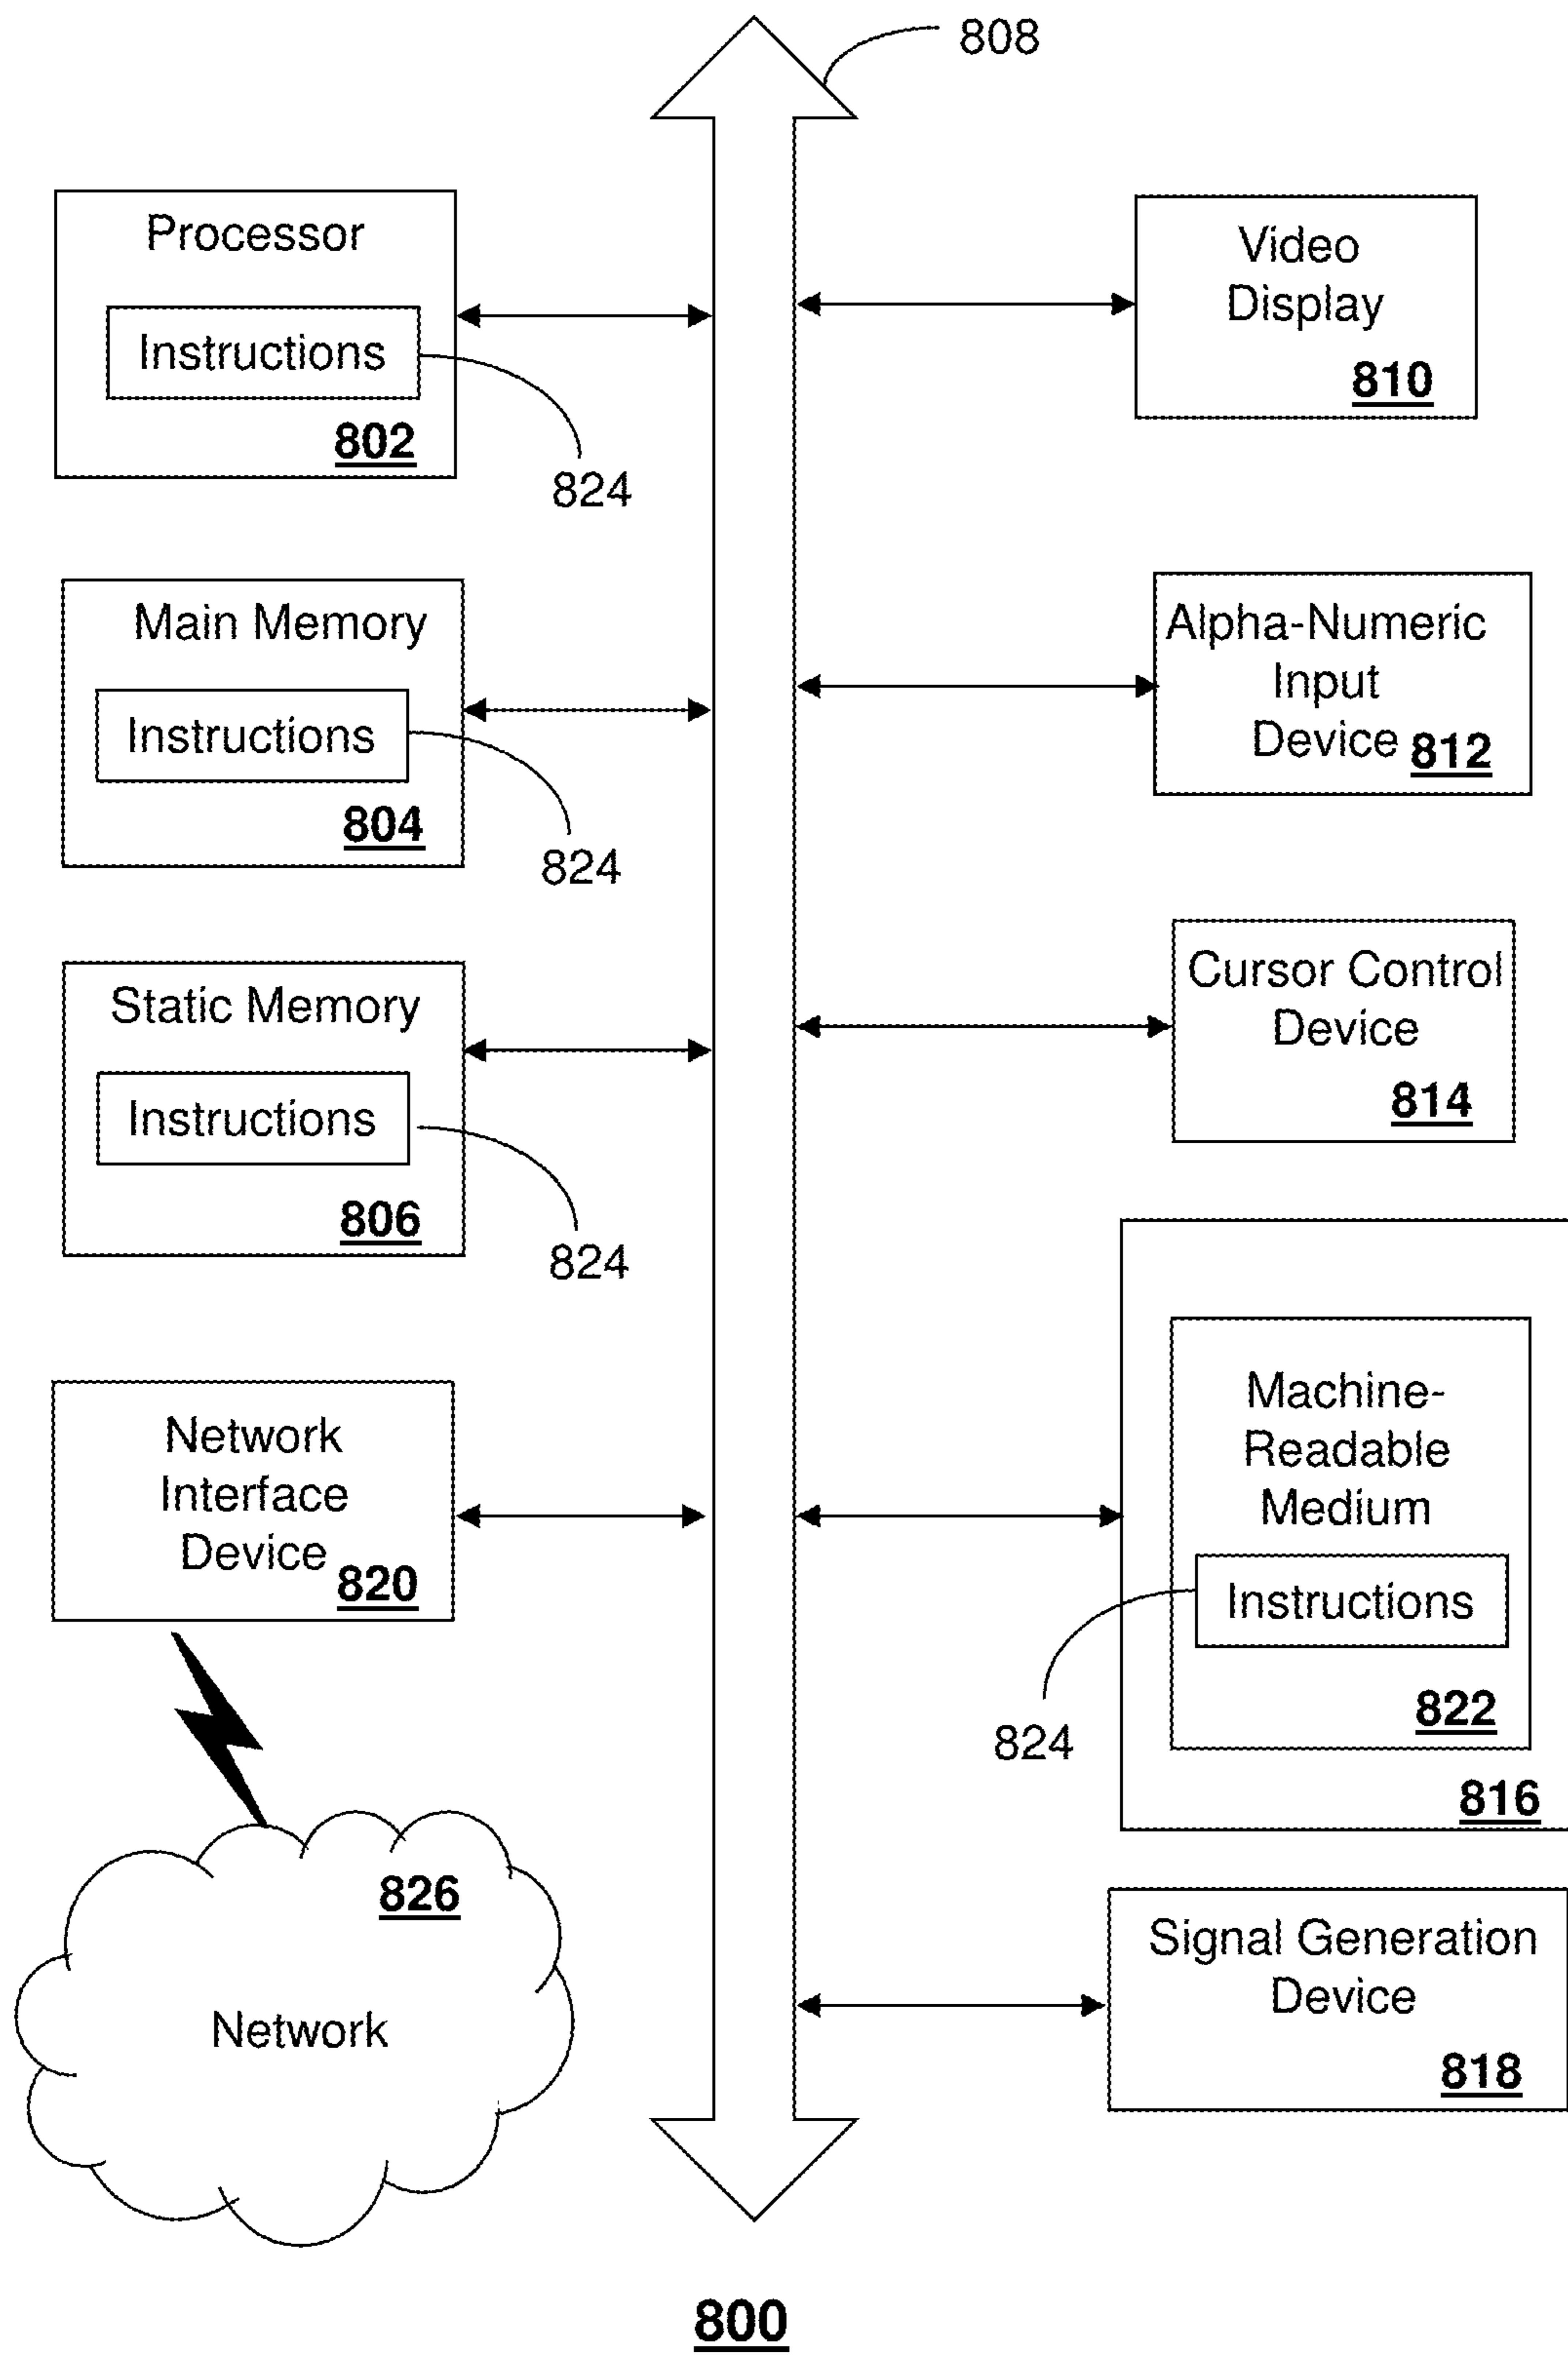 808
Processor
Instructions
802
824
Main Memory
Instructions
804
824
Static Memory
Instructions
806
824
Network
Interface
Device
820
826
Network
Video
Display
810
Alpha-Numeric
Input
Device 812
Cursor Control
Device
814
Machine-
Readable
Medium
Instructions
822
824
816
Signal Generation
Device
818
800